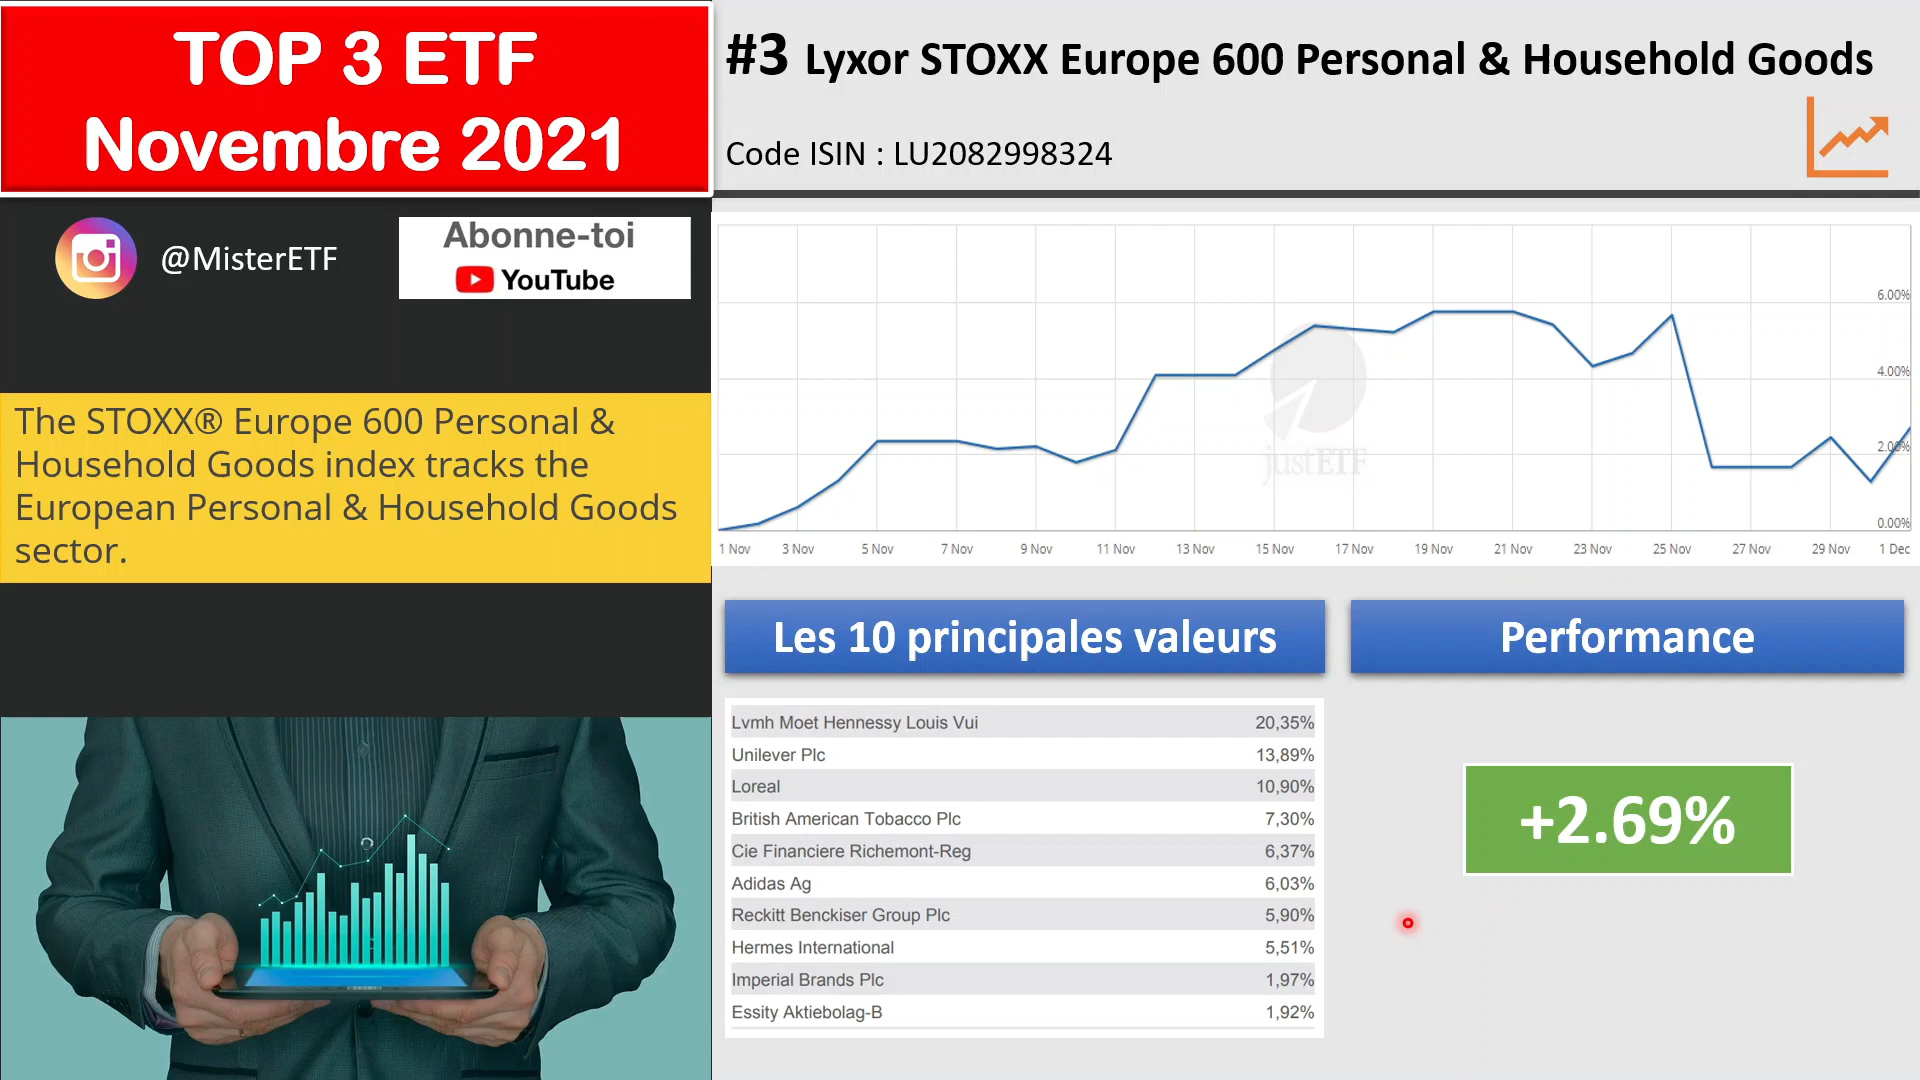 TOP 3 ETF
Novembre 2021
#3 Lyxor STOXX Europe 600 Personal & Household Goods
Code ISIN : LU2082998324
@MisterETF
Abonne-toi
YouTube
The STOXX® Europe 600 Personal &
Household Goods index tracks the
European Personal & Household Goods
sector.
6.00%
4.00%
2.00%
0.00%
justETF
1 Nov 3 Nov 5 Nov 7 Nov 9 Nov 11 Nov 13 Nov 15 Nov 17 Nov 19 Nov 21 Nov 23 Nov 25 Nov 27 Nov 29 Nov 1 Dec
Les 10 principales valeurs
Lvmh Moet Hennessy Louis Vui 20,35%
Unilever Plc 13,89%
Loreal 10,90%
British American Tobacco Plc 7,30%
Cie Financiere Richemont-Reg 6,37%
Adidas Ag 6,03%
Reckitt Benckiser Group Plc 5,90%
Hermes International 5,51%
Imperial Brands Plc 1,97%
Essity Aktiebolag-B 1,92%
Performance
+2.69%